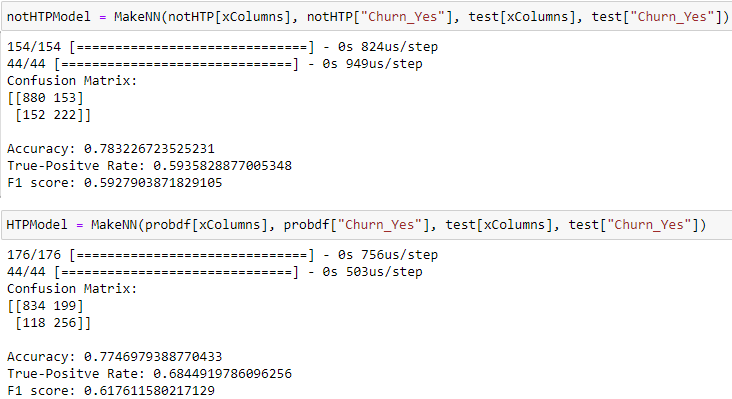 notHTPModel = MakeNN(notHTP[xColumns], notHTP["Churn_Yes"], test[xColumns], test["Churn_Yes"])
154/154 [==============================] - 0s 824us/step
44/44 [==============================] - 0s 949us/step
Confusion Matrix:
[[880 153]
 [152 222]]
Accuracy: 0.783226723525231
True-Positve Rate: 0.5935828877005348
F1 score: 0.5927903871829105
HTPModel = MakeNN(probdf[xColumns], probdf["Churn_Yes"], test[xColumns], test["Churn_Yes"])
176/176 [==============================] - 0s 756us/step
44/44 [==============================] - 0s 503us/step
Confusion Matrix:
[[834 199]
 [118 256]]
Accuracy: 0.7746979388770433
True-Positve Rate: 0.6844919786096256
F1 score: 0.617611580217129